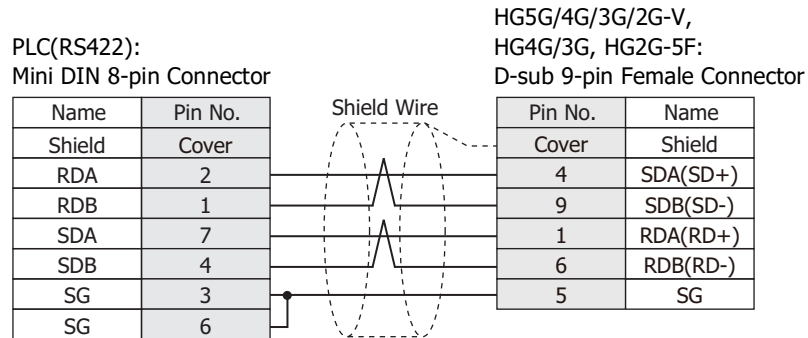 PLC(RS422):
Mini DIN 8-pin Connector
HG5G/4G/3G/2G-V,
HG4G/3G, HG2G-5F:
D-sub 9-pin Female Connector
Name Pin No.
Shield Cover
RDA 2
RDB 1
SDA 7
SDB 4
SG 3
SG 6
Shield Wire
Pin No. Name
Cover Shield
4 SDA(SD+)
9 SDB(SD-)
1 RDA(RD+)
6 RDB(RD-)
5 SG